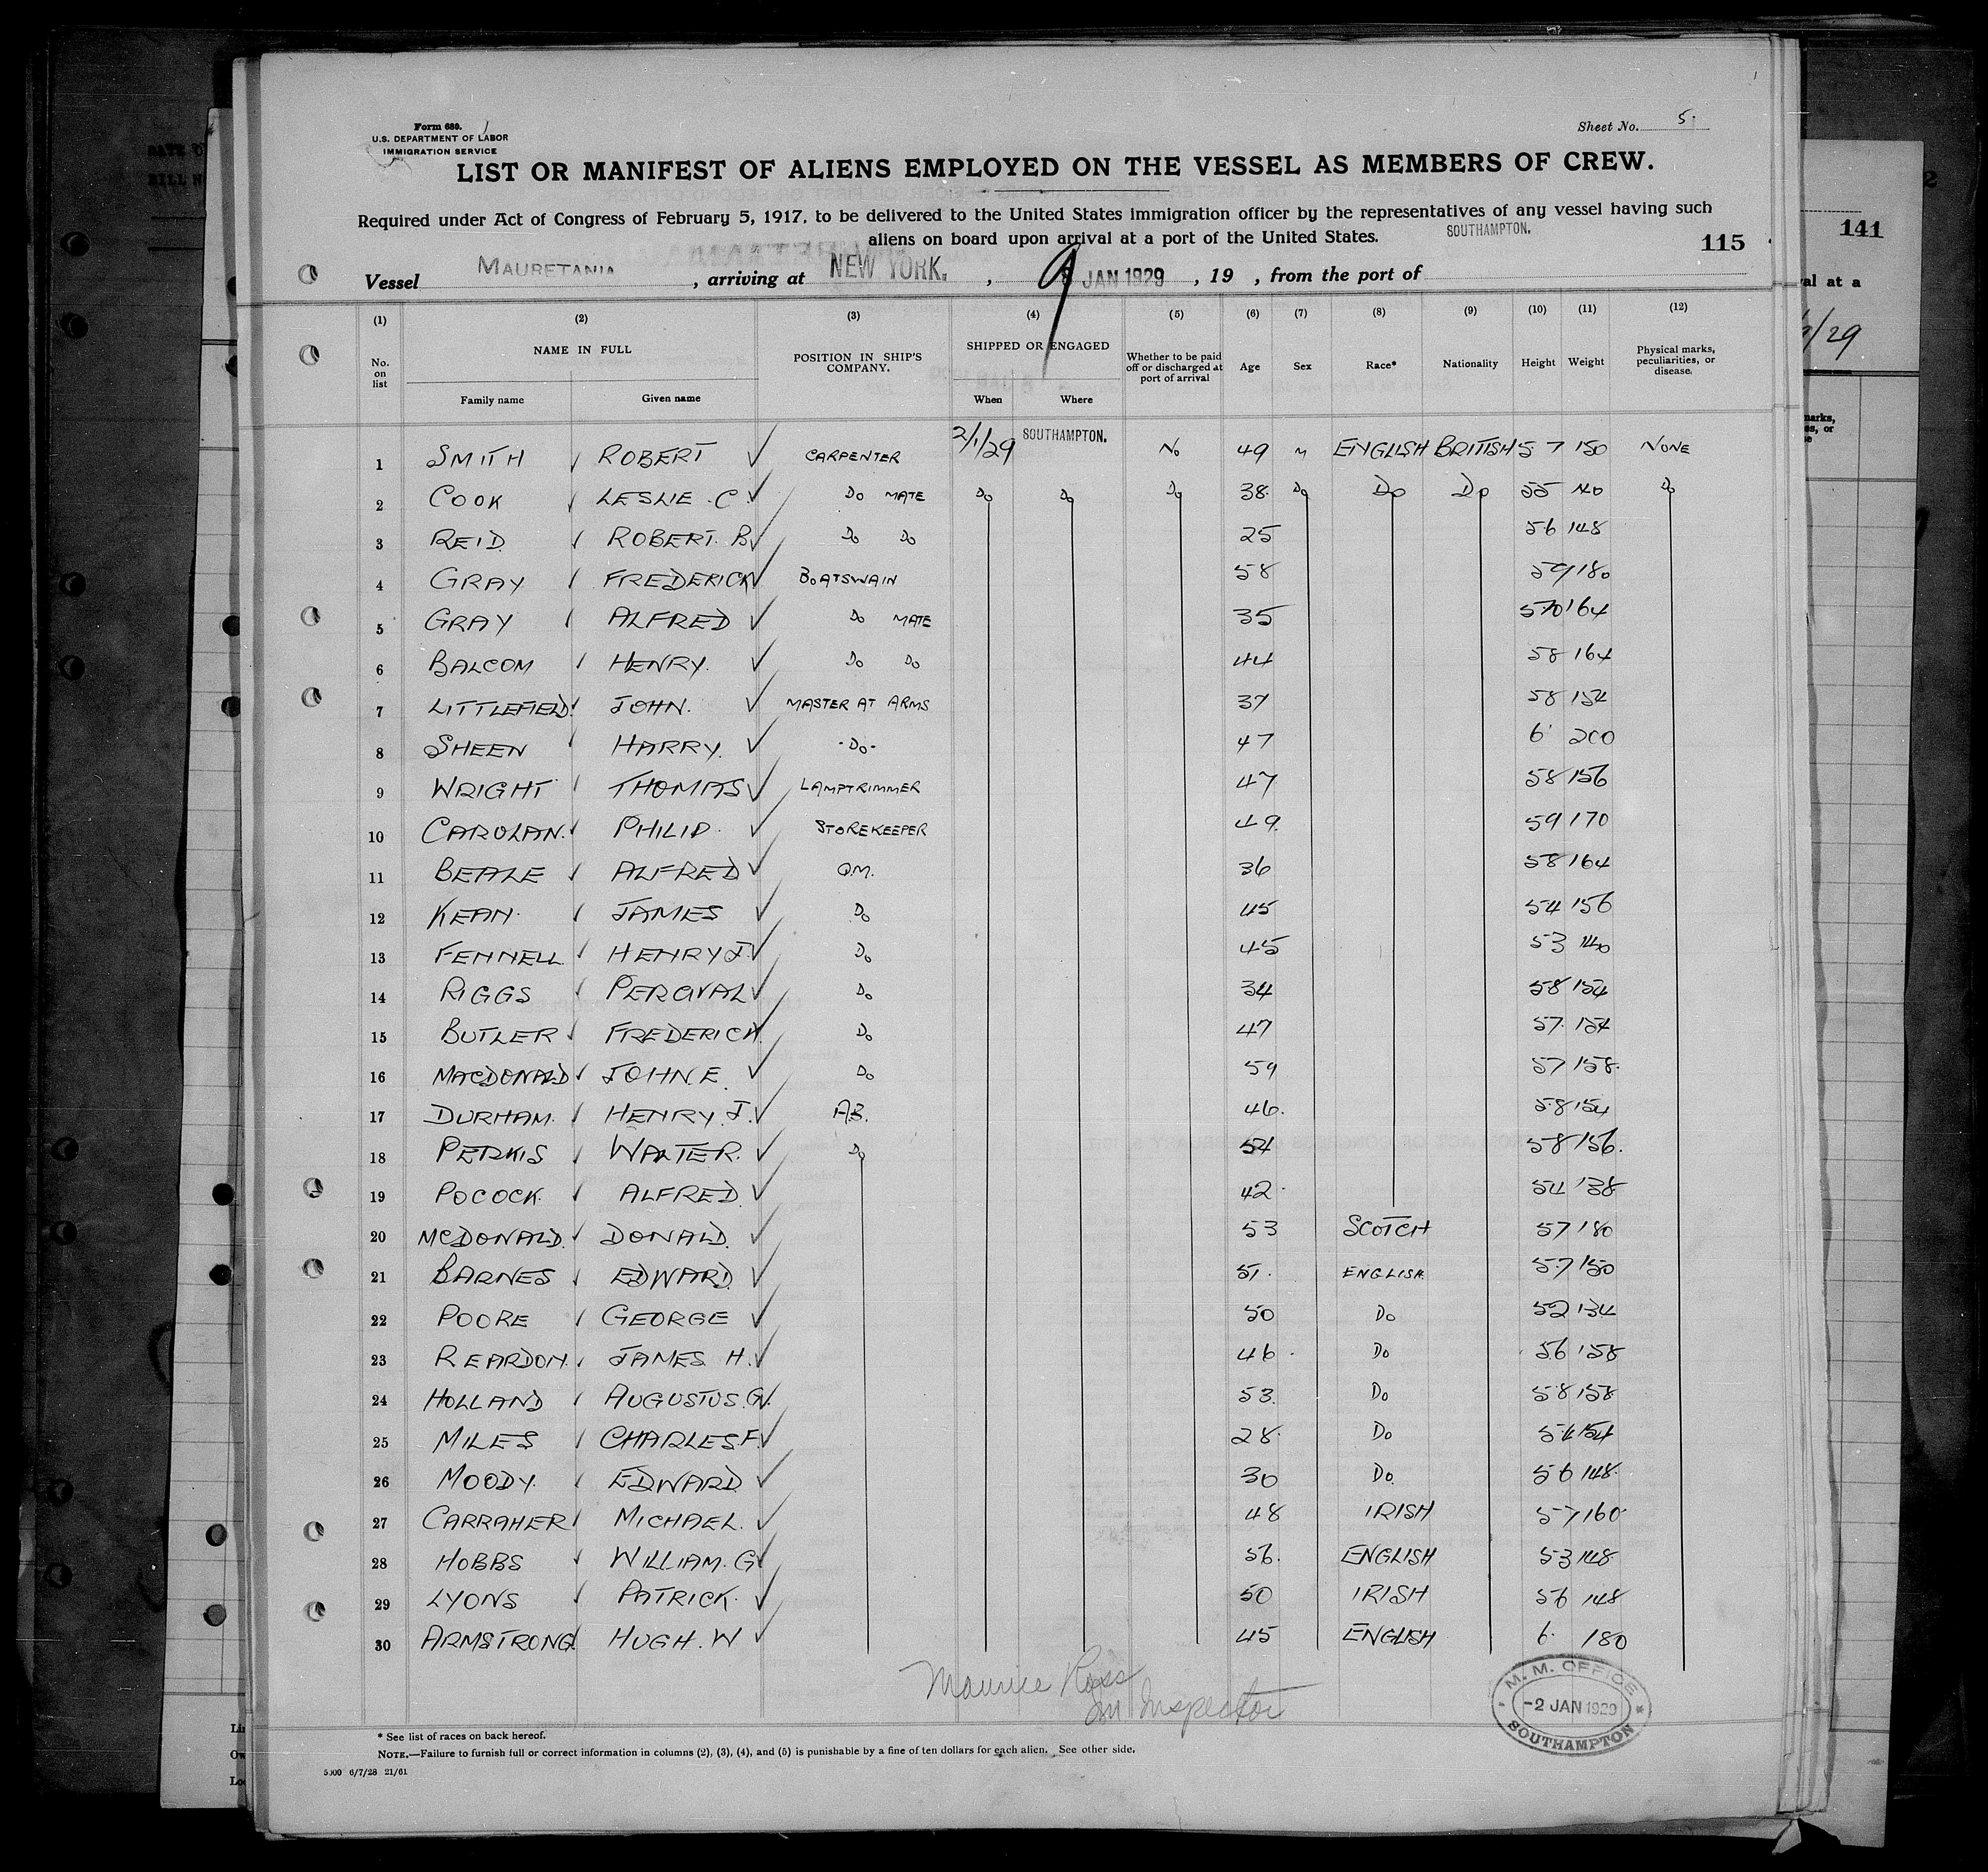 Form 680.
U.S. DEPARTMENT OF LABOR
IMMIGRATION SERVICE
Sheet No. 5.
LIST OR MANIFEST OF ALIENS EMPLOYED ON THE VESSEL AS MEMBERS OF CREW.
Required under Act of Congress of February 5, 1917, to be delivered to the United States immigration officer by the representatives of any vessel having such
aliens on board upon arrival at a port of the United States.
SOUTHAMPTON.
115
141
Vessel MAURETANIA, arriving at NEW YORK, 9 JAN 1929, 19 , from the port of
al at a
/29
(1) (2) (3) (4) (5) (6) (7) (8) (9) (10) (11) (12)
No. on list NAME IN FULL Family name Given name POSITION IN SHIP'S COMPANY. SHIPPED OR ENGAGED When Where Whether to be paid off or discharged at port of arrival Age Sex Race* Nationality Height Weight Physical marks, peculiarities, or disease.
1 SMITH ROBERT CARPENTER 2/1/29 SOUTHAMPTON. No 49 M ENGLISH BRITISH 5 7 150 NONE
2 COOK LESLIE . C Do MATE Do Do Do 38. Do Do Do 55 140 Do
3 REID ROBERT. B Do Do 25 56 148
4 GRAY FREDERICK BOATSWAIN 58 59 180
5 GRAY ALFRED Do MATE 35 570 164
6 BALCOM HENRY. Do Do 44 58 164
7 LITTLEFIELD JOHN. MASTER AT ARMS 37 58 154
8 SHEEN HARRY. -Do- 47 6 200
9 WRIGHT THOMAS LAMPTRIMMER 47 58 156
10 CAROLAN. PHILIP. STOREKEEPER 49. 59 170
11 BEALE ALFRED Q.M. 36 58 164
12 KEAN. JAMES Do 45 54 156
13 FENNELL. HENRY J. Do 45 53 140
14 RIGGS PERCIVAL Do 34 58 154
15 BUTLER FREDERICK Do 47 57. 154
16 MACDONALD JOHN E. Do 59 57 158.
17 DURHAM. HENRY. J. A.B. 46. 58 154
18 PERKIS WALTER. Do 54 58 156.
19 POCOCK. ALFRED. 42 54 138
20 MCDONALD. DONALD. 53 SCOTCH 57 180
21 BARNES EDWARD. 51. ENGLISH. 57 150
22 POORE GEORGE 50 Do 52 134
23 REARDON. JAMES H. 46 Do 56 158
24 HOLLAND AUGUSTUS. G. 53. Do 58 158
25 MILES CHARLES F. 28. Do 54 154
26 MOODY. EDWARD 30 Do. 56 148.
27 CARRAHER MICHAEL. 48 IRISH 57 160
28 HOBBS WILLIAM. G 56. ENGLISH 53 148
29 LYONS PATRICK. 50 IRISH 56 148
30 ARMSTRONG. HUGH. W 45 ENGLISH 6. 180
Maurice Ross
Im Inspector
M. M. OFFICE
-2 JAN 1929
SOUTHAMPTON
* See list of races on back hereof.
NOTE.—Failure to furnish full or correct information in columns (2), (3), (4), and (5) is punishable by a fine of ten dollars for each alien. See other side.
5000 6/7/28 21/61